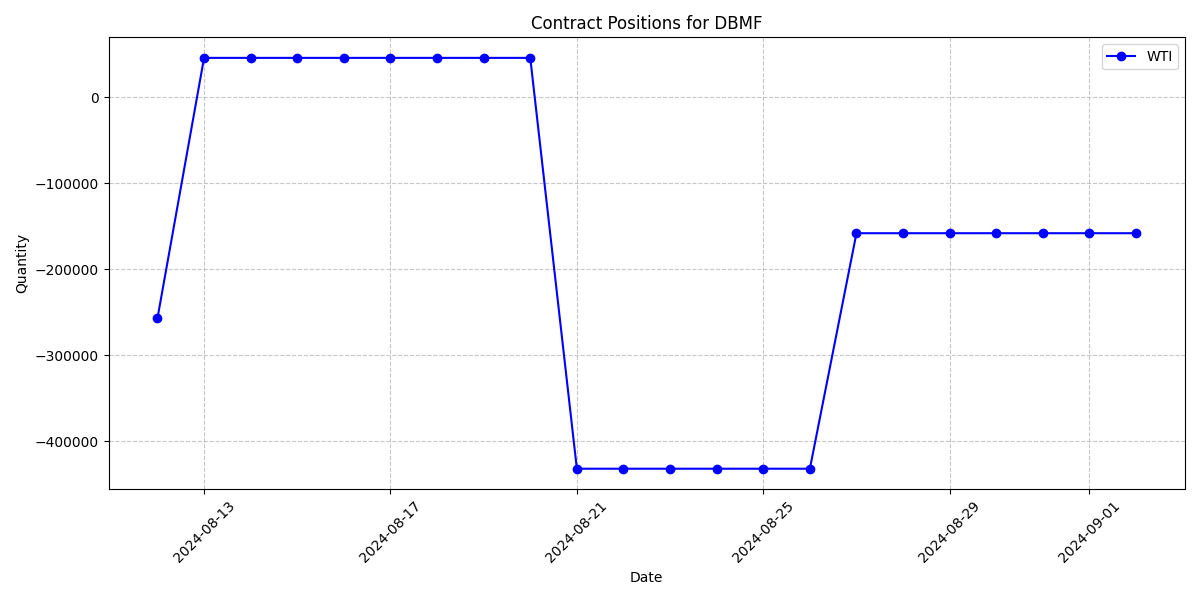 Contract Positions for DBMF
WTI
0
−100000
−200000
−300000
−400000
Quantity
2024-08-13
2024-08-17
2024-08-21
2024-08-25
2024-08-29
2024-09-01
Date